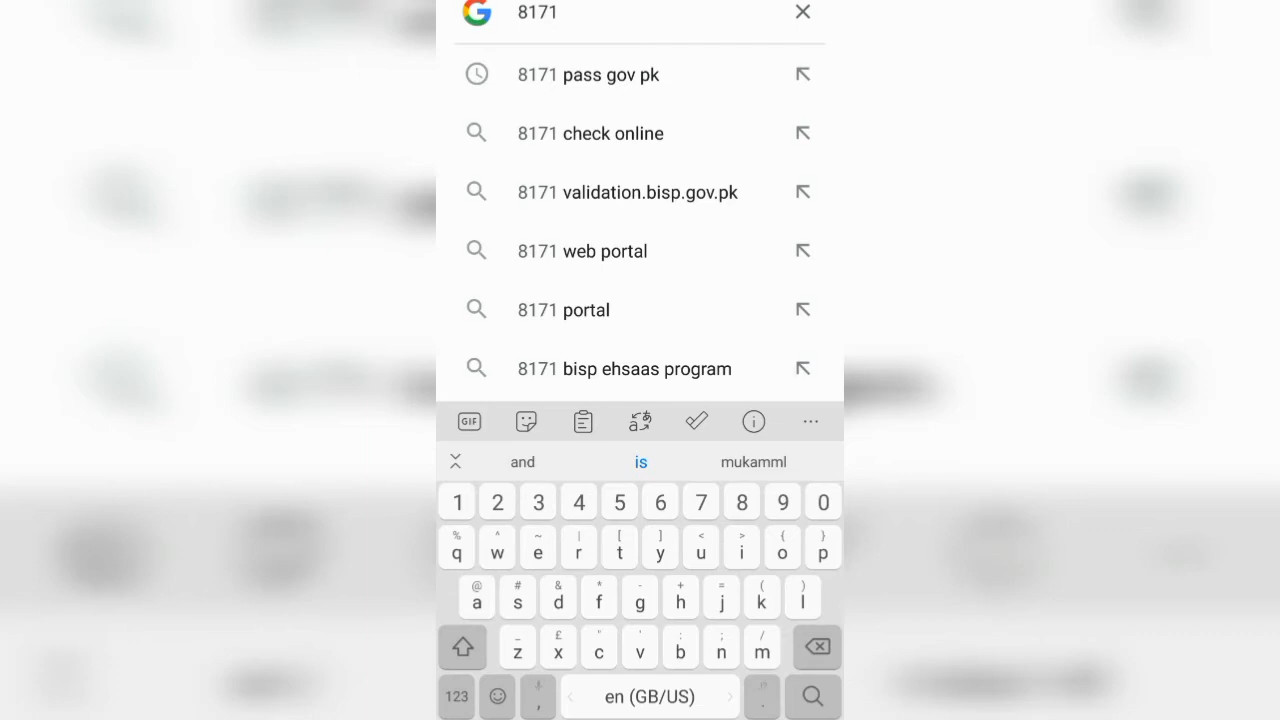 8171
8171 pass gov pk
8171 check online
8171 validation.bisp.gov.pk
8171 web portal
8171 portal
8171 bisp ehsaas program
GIF
and is mukamml
1 2 3 4 5 6 7 8 9 0
% ^ ~ | [ ] < > { }
q w e r t y u i o p
@ # & * - + = ( )
a s d f g h j k l
_ £ " ' : ; /
z x c v b n m
123 , en (GB/US) .